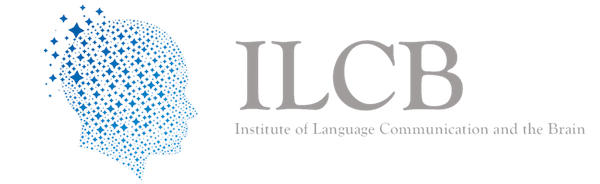 ILCB
Institute of Language Communication and the Brain